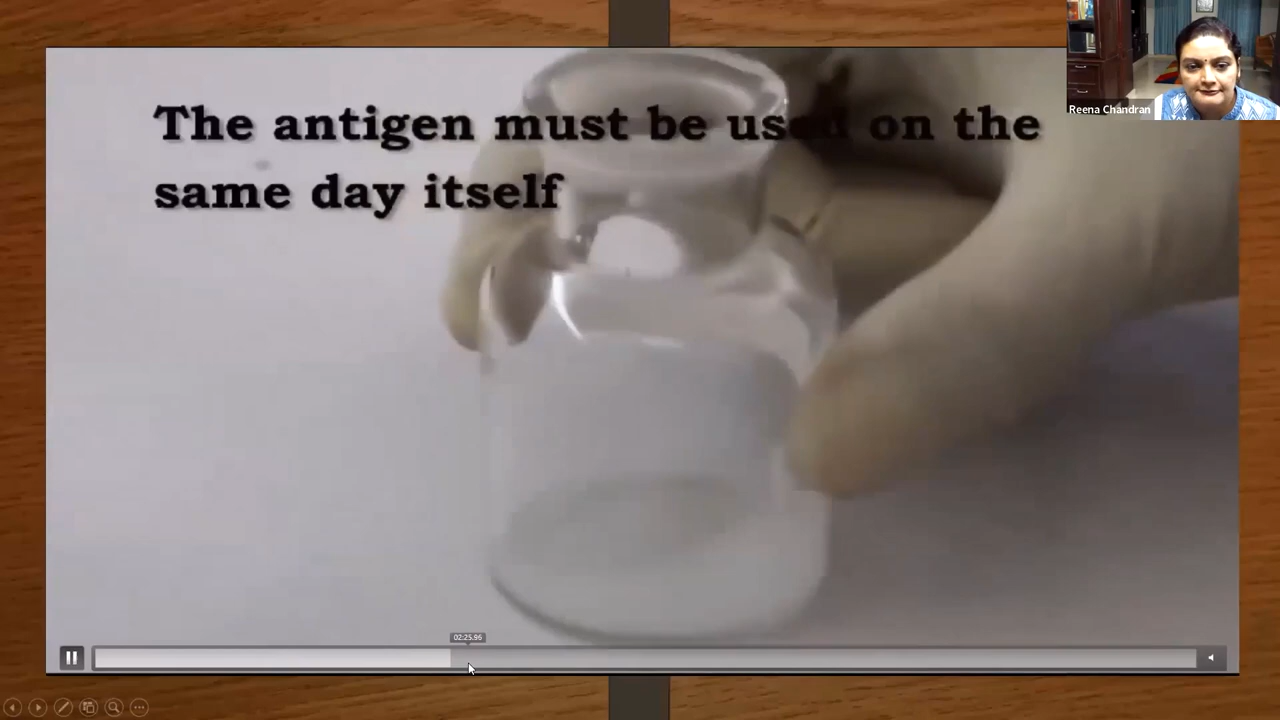 The antigen must be used on the
same day itself
Reena Chandran
02:25.96